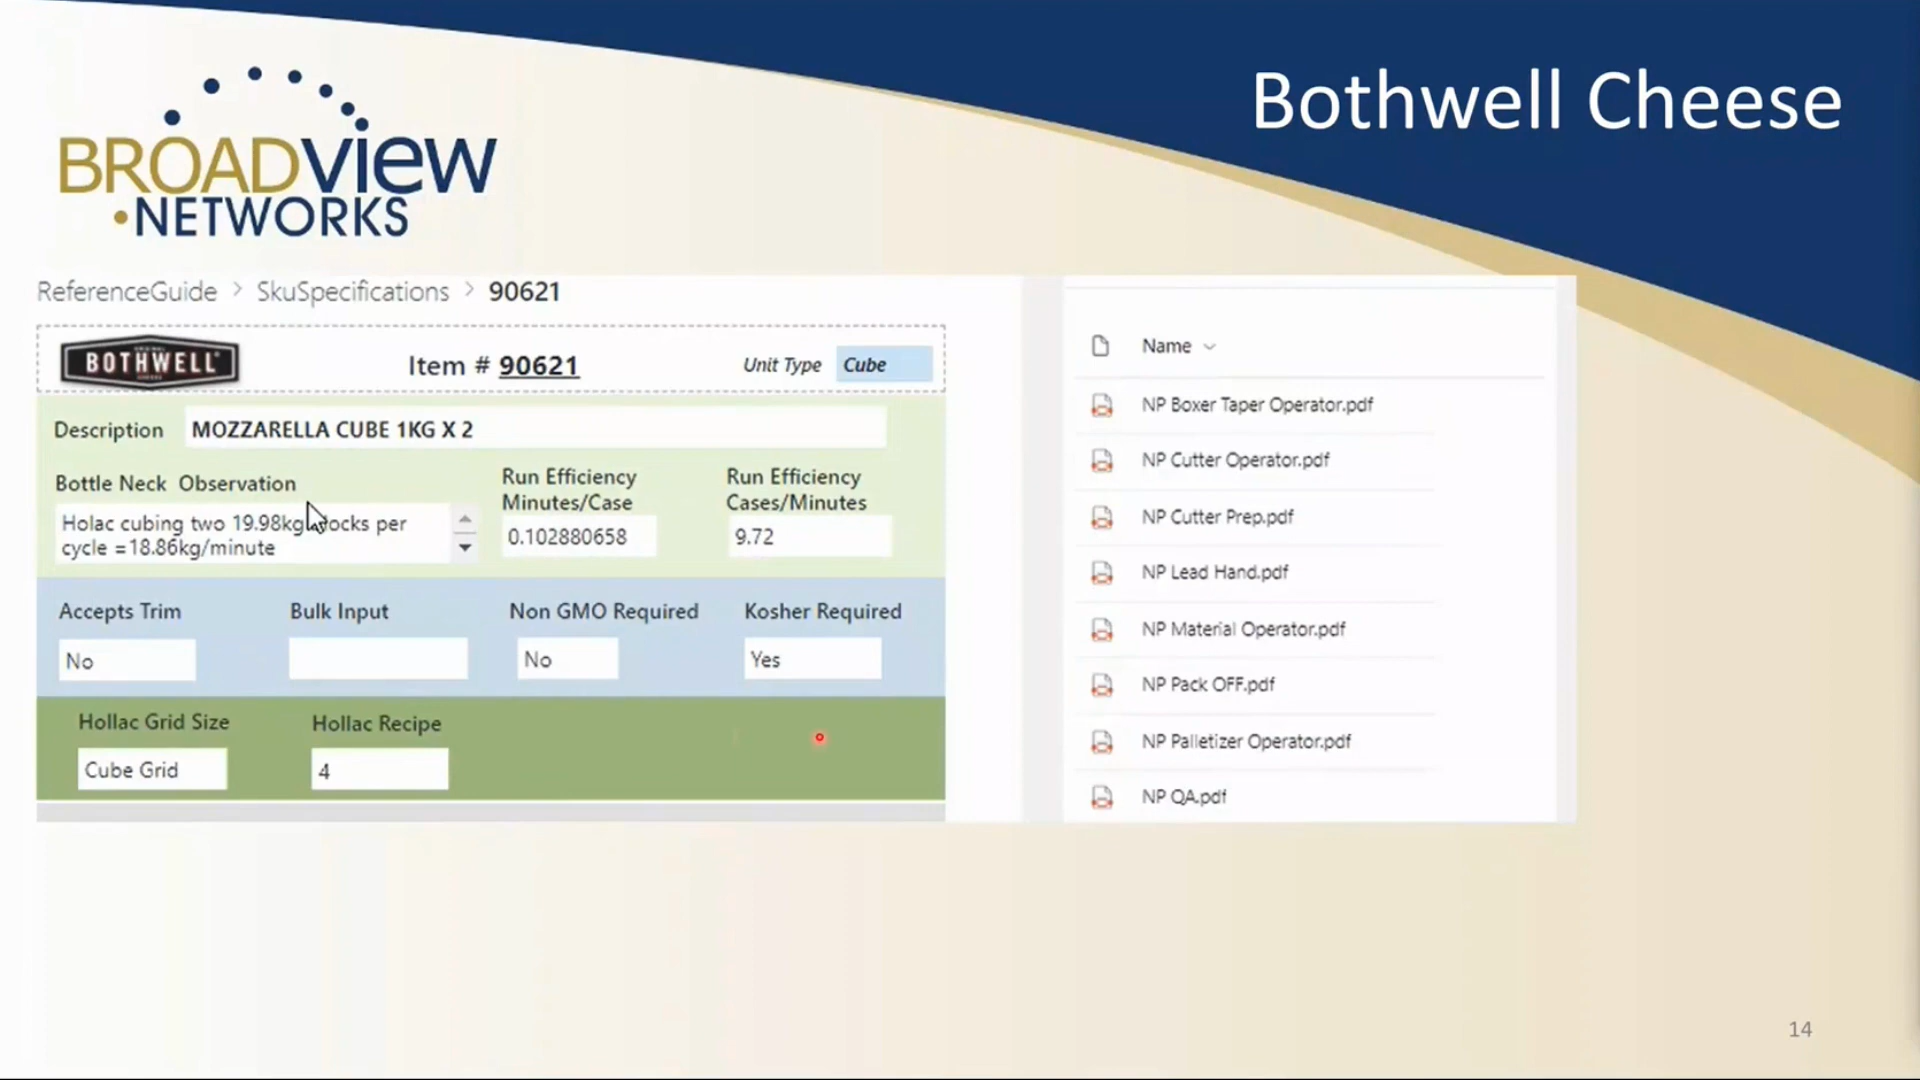 Bothwell Cheese
BROADVIEW
NETWORKS
ReferenceGuide > SkuSpecifications > 90621
BOTHWELL
Item # 90621
Unit Type Cube
Description MOZZARELLA CUBE 1KG X 2
Bottle Neck Observation
Holac cubing two 19.98kg per
cycle =18.86kg/minute
Run Efficiency
Minutes/Case
0.102880658
Run Efficiency
Cases/Minutes
9.72
Accepts Trim
No
Bulk Input
Non GMO Required
No
Kosher Required
Yes
Hollac Grid Size
Cube Grid
Hollac Recipe
4
Name
NP Boxer Taper Operator.pdf
NP Cutter Operator.pdf
NP Cutter Prep.pdf
NP Lead Hand.pdf
NP Material Operator.pdf
NP Pack OFF.pdf
NP Palletizer Operator.pdf
NP QA.pdf
14